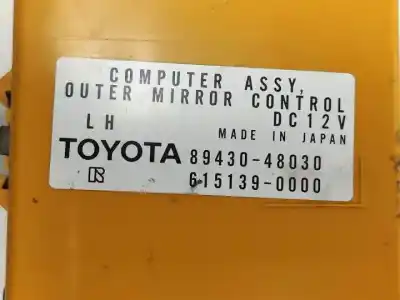 COMPUTER ASSY,
OUTER MIRROR CONTROL
LH DC12V
MADE IN JAPAN
TOYOTA 89430-48030
R 615139-0000